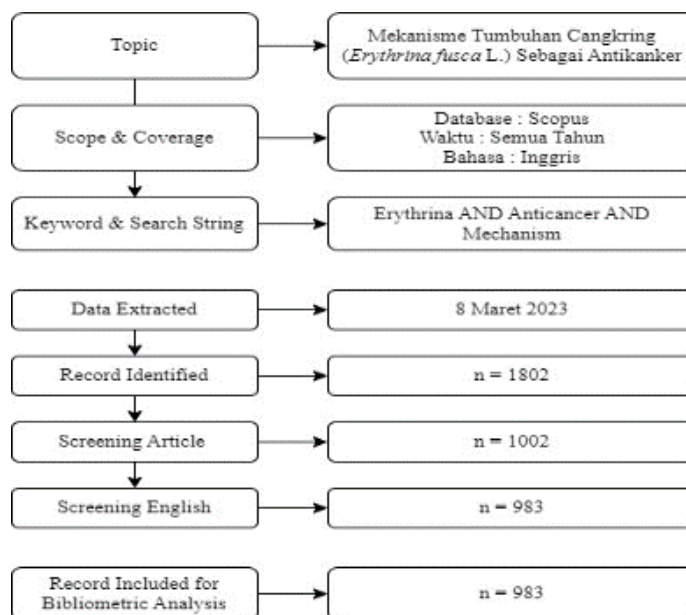 Topic
Mekanisme Tumbuhan Cangkring
(Erythrina fusca L.) Sebagai Antikanker
Scope & Coverage
Database : Scopus
Waktu : Semua Tahun
Bahasa : Inggris
Keyword & Search String
Erythrina AND Anticancer AND
Mechanism
Data Extracted
8 Maret 2023
Record Identified
n = 1802
Screening Article
n = 1002
Screening English
n = 983
Record Included for
Bibliometric Analysis
n = 983